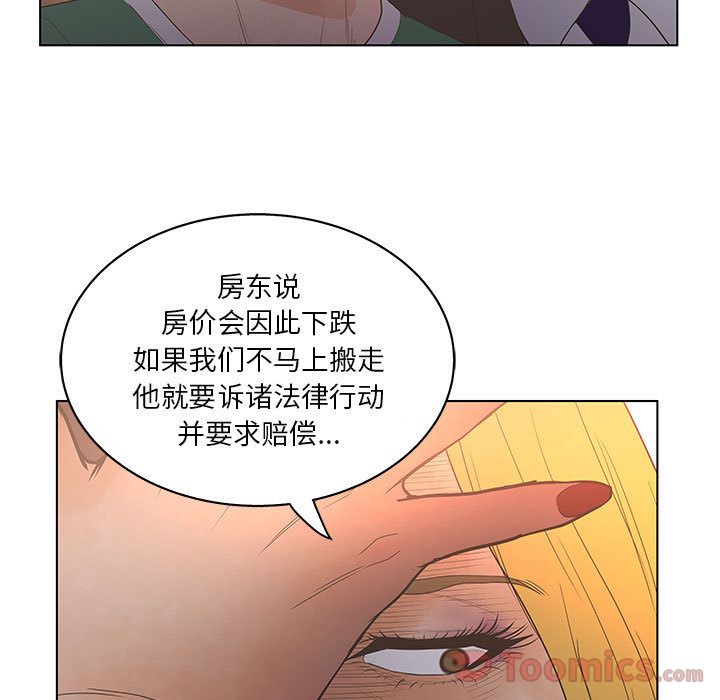 房东说
房价会因此下跌
如果我们不马上搬走
他就要诉诸法律行动
并要求赔偿...
Toomics.com